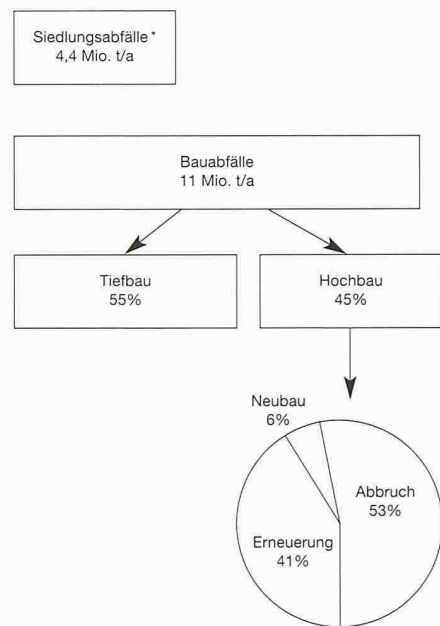 Siedlungsabfälle*
4,4 Mio. t/a
Bauabfälle
11 Mio. t/a
Tiefbau
55%
Hochbau
45%
Neubau
6%
Abbruch
53%
Erneuerung
41%